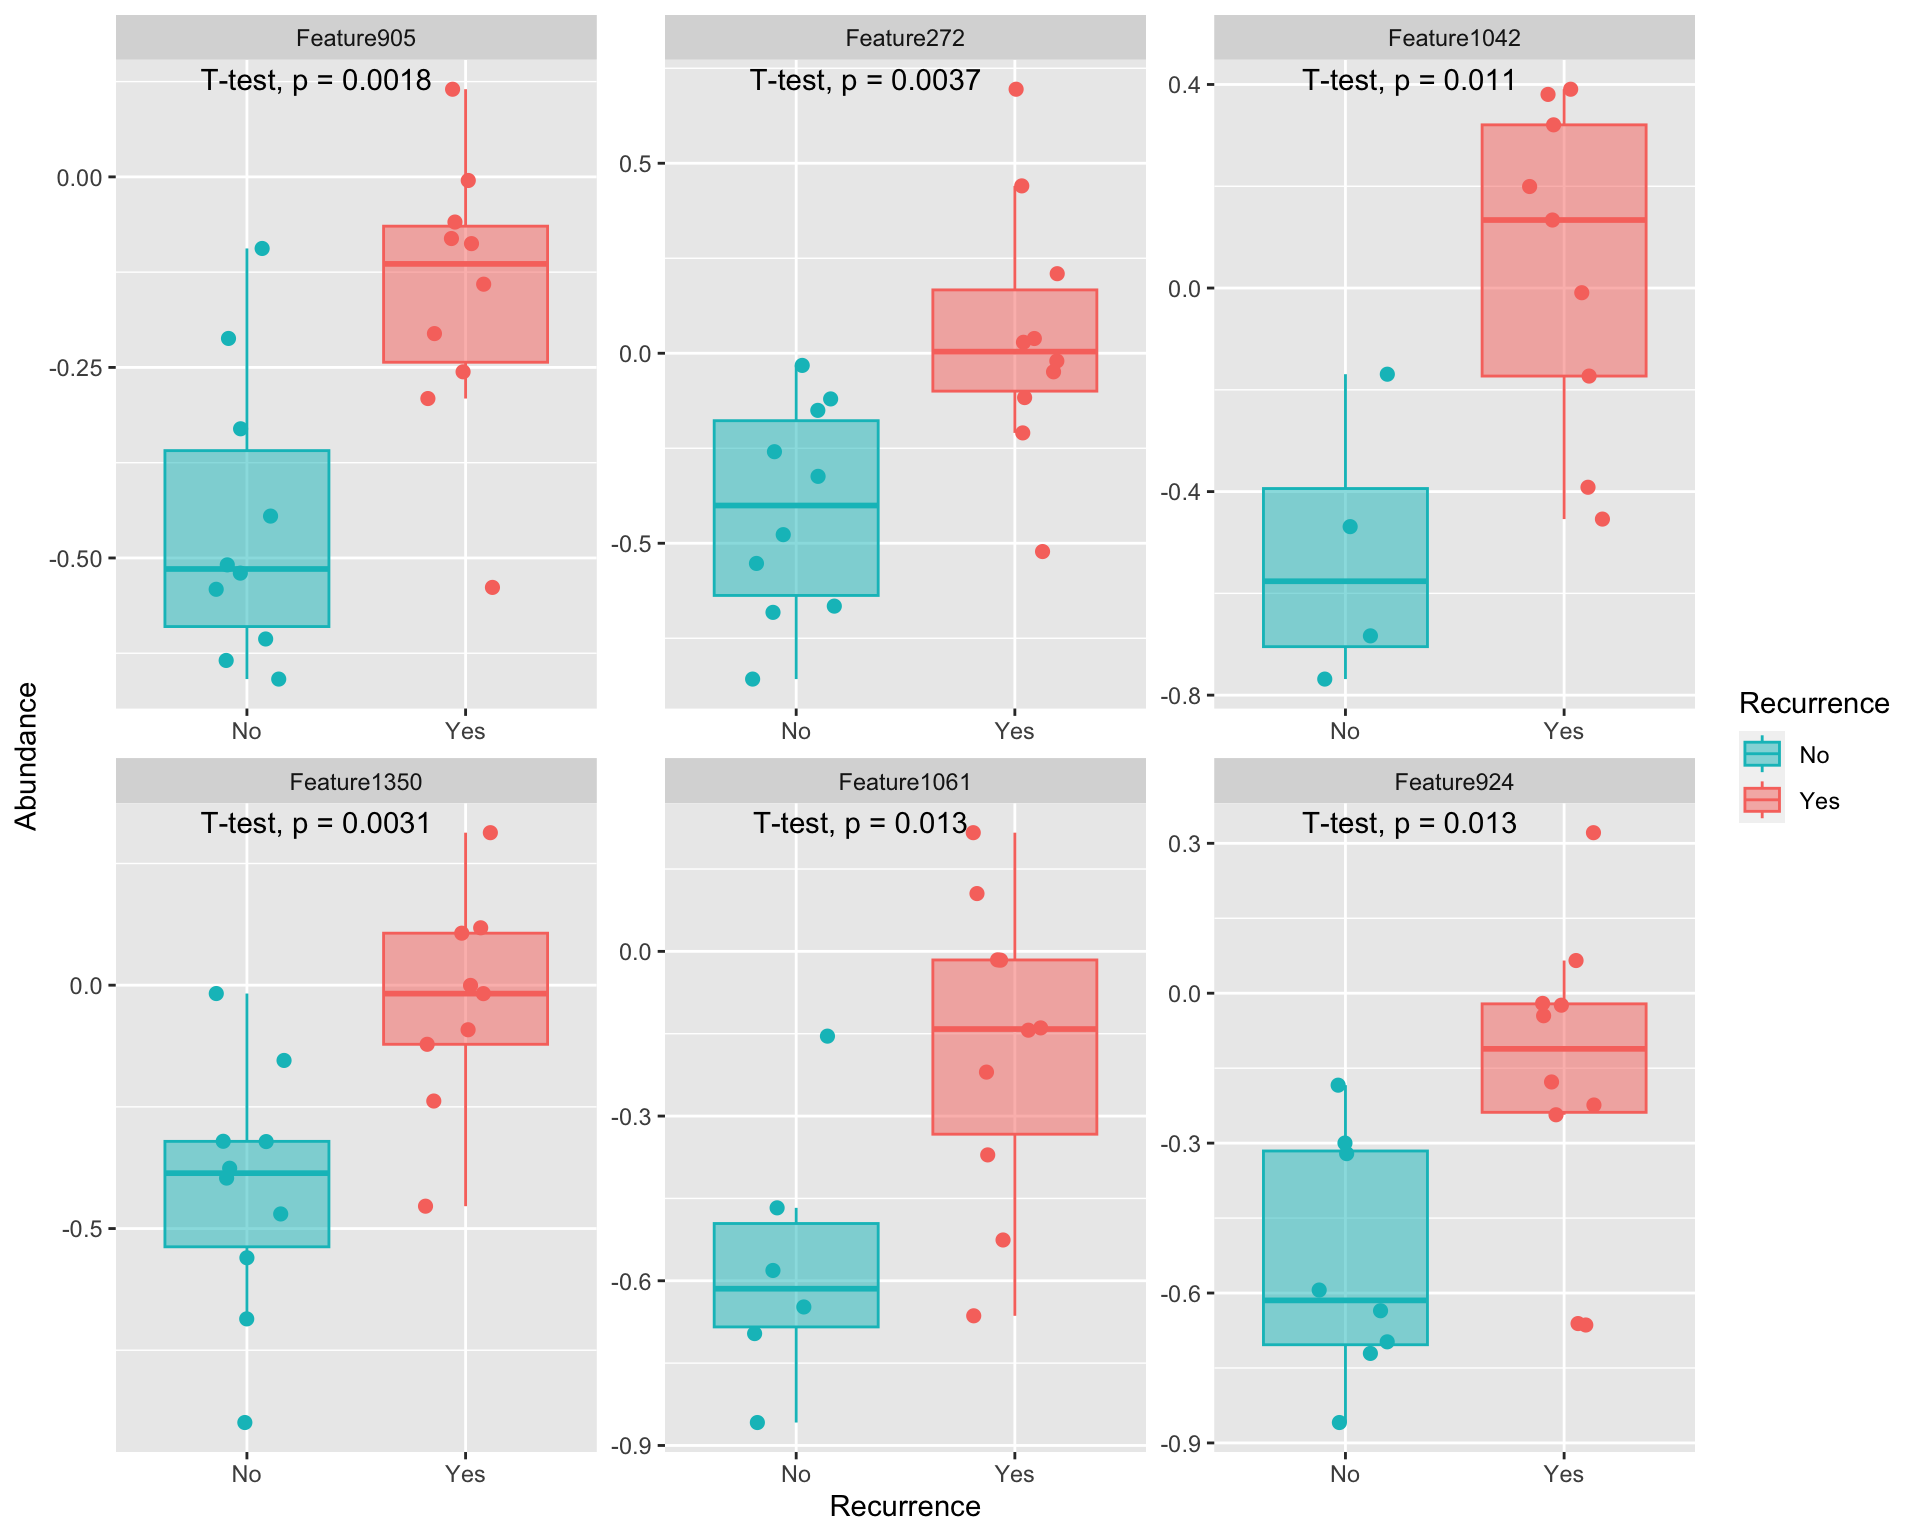 Feature905
T-test, p = 0.0018
0.00
-0.25
-0.50
No
Yes
Feature272
T-test, p = 0.0037
0.5
0.0
-0.5
No
Yes
Feature1042
T-test, p = 0.011
0.4
0.0
-0.4
-0.8
No
Yes
Feature1350
T-test, p = 0.0031
0.0
-0.5
No
Yes
Feature1061
T-test, p = 0.013
0.0
-0.3
-0.6
-0.9
No
Yes
Feature924
T-test, p = 0.013
0.3
0.0
-0.3
-0.6
-0.9
No
Yes
Abundance
Recurrence
Recurrence
No
Yes